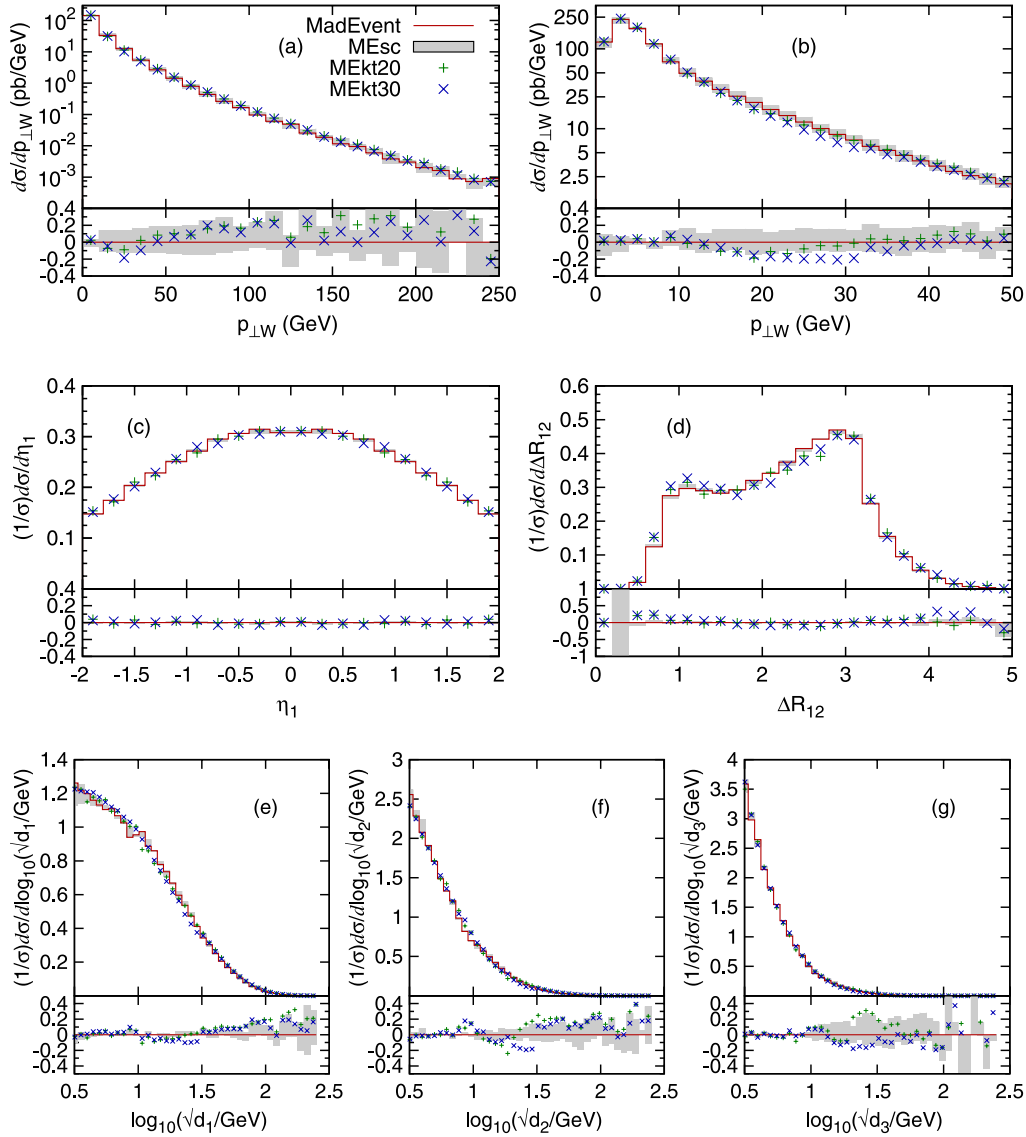 MadEvent
MEsc
MEkt20
MEkt30
(a)
dσ/dp⊥W (pb/GeV)
10²
10¹
10⁰
10⁻¹
10⁻²
10⁻³
0.4
0.2
0
-0.2
-0.4
0 50 100 150 200 250
p⊥W (GeV)
(b)
dσ/dp⊥W (pb/GeV)
250
100
50
25
10
5
2.5
0.4
0.2
0
-0.2
-0.4
0 10 20 30 40 50
p⊥W (GeV)
(c)
(1/σ)dσ/dη₁
0.4
0.3
0.2
0.1
0.4
0.2
0
-0.2
-0.4
-2 -1.5 -1 -0.5 0 0.5 1 1.5 2
η₁
(d)
(1/σ)dσ/dΔR₁₂
0.6
0.5
0.4
0.3
0.2
0.1
1
0.5
0
-0.5
-1
0 1 2 3 4 5
ΔR₁₂
(e)
(1/σ)dσ/dlog₁₀(√d₁/GeV)
1.4
1.2
1
0.8
0.6
0.4
0.2
0.4
0.2
0
-0.2
-0.4
0.5 1 1.5 2 2.5
log₁₀(√d₁/GeV)
(f)
(1/σ)dσ/dlog₁₀(√d₂/GeV)
3
2.5
2
1.5
1
0.5
0.4
0.2
0
-0.2
-0.4
0.5 1 1.5 2 2.5
log₁₀(√d₂/GeV)
(g)
(1/σ)dσ/dlog₁₀(√d₃/GeV)
4
3.5
3
2.5
2
1.5
1
0.5
0
0.4
0.2
0
-0.2
-0.4
0.5 1 1.5 2 2.5
log₁₀(√d₃/GeV)